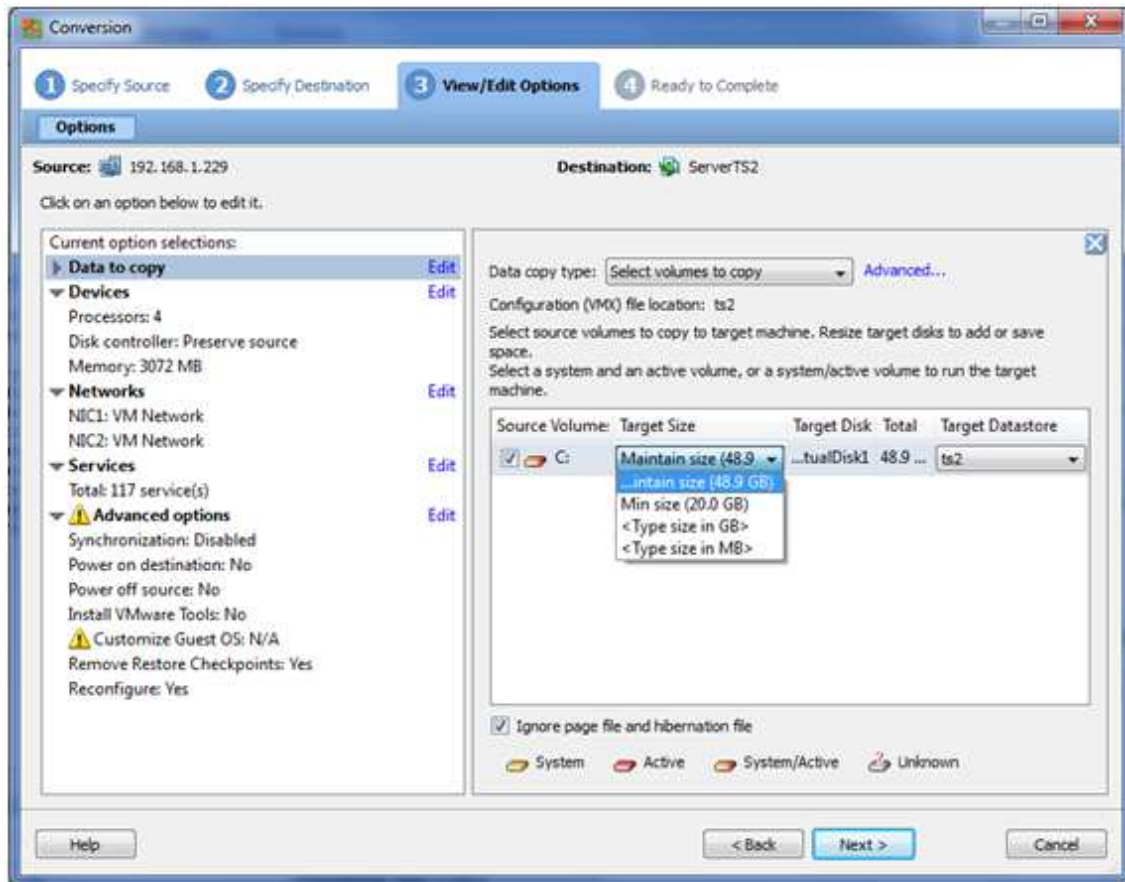 Conversion
1 Specify Source 2 Specify Destination 3 View/Edit Options 4 Ready to Complete
Options
Source: 192.168.1.229 Destination: ServerTS2
Click on an option below to edit it.
Current option selections:
Data to copy Edit
Devices Edit
Processors: 4
Disk controller: Preserve source
Memory: 3072 MB
Networks Edit
NIC1: VM Network
NIC2: VM Network
Services Edit
Total: 117 service(s)
Advanced options Edit
Synchronization: Disabled
Power on destination: No
Power off source: No
Install VMware Tools: No
Customize Guest OS: N/A
Remove Restore Checkpoints: Yes
Reconfigure: Yes
Data copy type: Select volumes to copy Advanced...
Configuration (VMX) file location: ts2
Select source volumes to copy to target machine. Resize target disks to add or save
space.
Select a system and an active volume, or a system/active volume to run the target
machine.
Source Volume: Target Size Target Disk Total Target Datastore
C: Maintain size (48.9 ...tualDisk1 48.9 ... ts2
...intain size (48.9 GB)
Min size (20.0 GB)
<Type size in GB>
<Type size in MB>
Ignore page file and hibernation file
System Active System/Active Unknown
Help < Back Next > Cancel